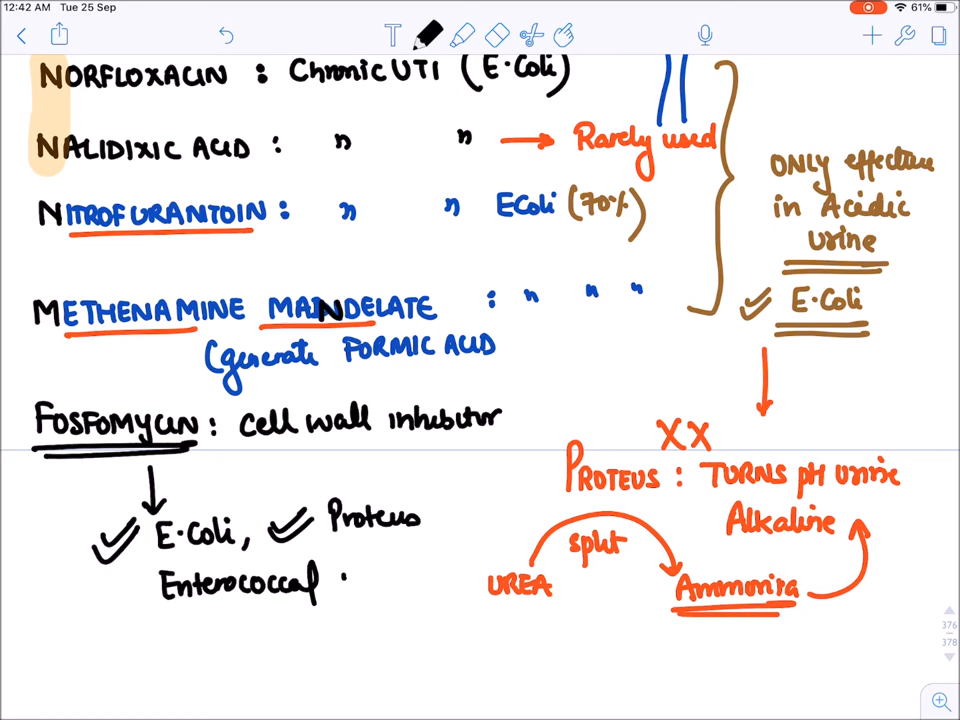 12:42 AM Tue 25 Sep
61%
T
NORFLOXACIN : Chronic UTI (E.Coli)
NALIDIXIC ACID : " " → Rarely used
NITROFURANTOIN : " " EColi (70%)
METHENAMINE MANDELATE : " " "
(generate FORMIC ACID
ONLY effective
in Acidic
urine
✓ E.Coli
FOSFOMYCIN : Cell wall inhibitor
✓ E.Coli, ✓ Proteus
Enterococcal
XX
PROTEUS : TURNS pH urine
Alkaline
split
UREA
Ammonia
376
378